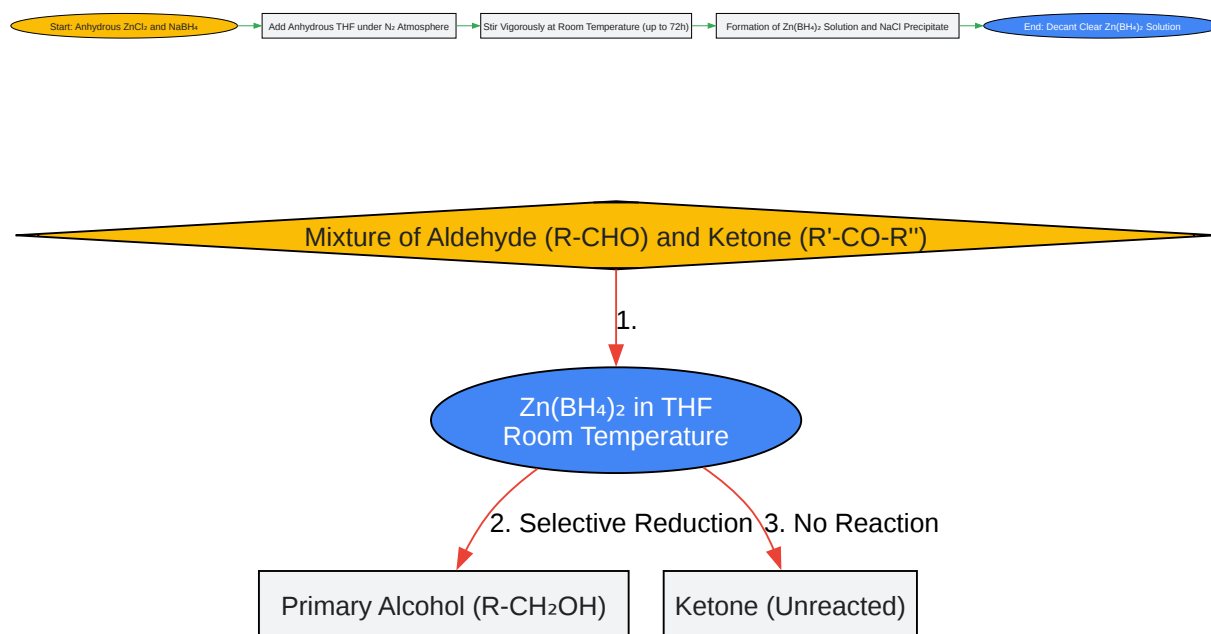 Start: Anhydrous ZnCl₂ and NaBH₄
Add Anhydrous THF under N₂ Atmosphere
Stir Vigorously at Room Temperature (up to 72h)
Formation of Zn(BH₄)₂ Solution and NaCl Precipitate
End: Decant Clear Zn(BH₄)₂ Solution
Mixture of Aldehyde (R-CHO) and Ketone (R'-CO-R'')
1.
Zn(BH₄)₂ in THF
Room Temperature
2. Selective Reduction
3. No Reaction
Primary Alcohol (R-CH₂OH)
Ketone (Unreacted)